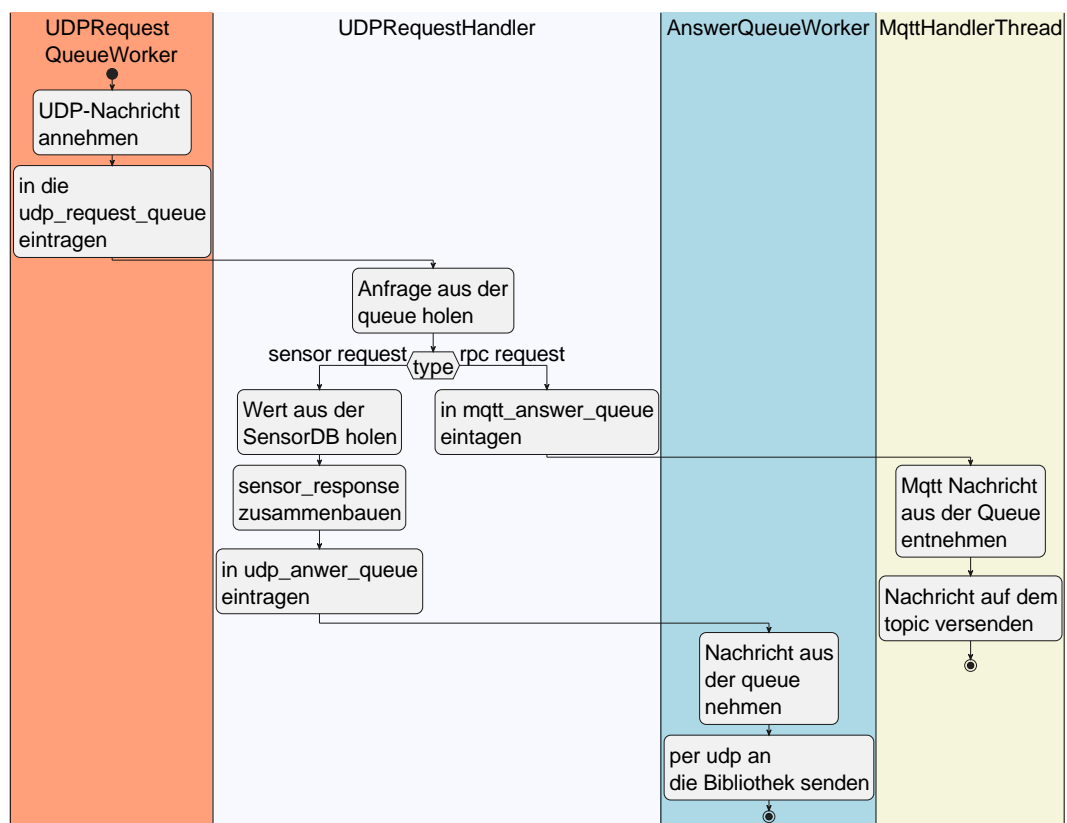 UDPRequest
QueueWorker
UDPRequestHandler
AnswerQueueWorker
MqttHandlerThread
UDP-Nachricht
annehmen
in die
udp_request_queue
eintragen
Anfrage aus der
queue holen
sensor request
type
rpc request
Wert aus der
SensorDB holen
in mqtt_answer_queue
eintagen
sensor_response
zusammenbauen
Mqtt Nachricht
aus der Queue
entnehmen
in udp_anwer_queue
eintragen
Nachricht auf dem
topic versenden
Nachricht aus
der queue
nehmen
per udp an
die Bibliothek senden